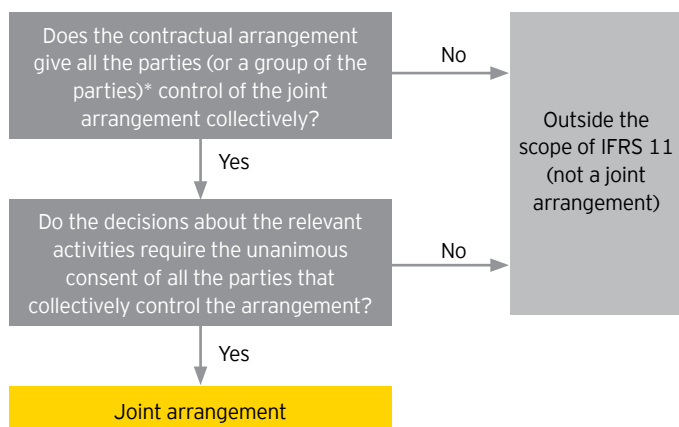 Does the contractual arrangement
give all the parties (or a group of the
parties)* control of the joint
arrangement collectively?
No
Yes
Outside the
scope of IFRS 11
(not a joint
arrangement)
Do the decisions about the relevant
activities require the unanimous
consent of all the parties that
collectively control the arrangement?
No
Yes
Joint arrangement